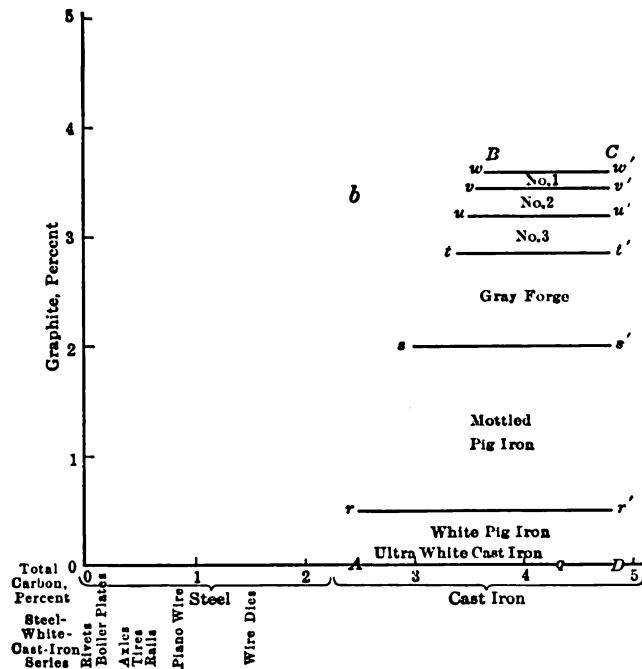 5
4
B C
w w′
No.1
v v′
b
No.2
u u′
No.3
3
t t′
Gray Forge
Graphite, Percent
2
s s′
Mottled
Pig Iron
1
r r′
White Pig Iron
Ultra White Cast Iron
0
A a D
Total
Carbon,
Percent
0 1 2 3 4 5
Steel Cast Iron
Steel-
White-
Cast-Iron
Series
Rivets
Boiler Plates
Axles
Tires
Rails
Piano Wire
Wire Dies